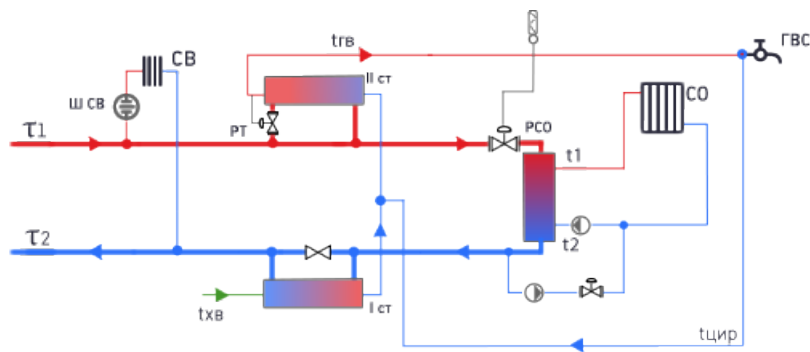 tгв
ГВС
СВ
II ст
СО
Ш СВ
τ1
РТ
РСО
t1
τ2
t2
I ст
tхв
tцир